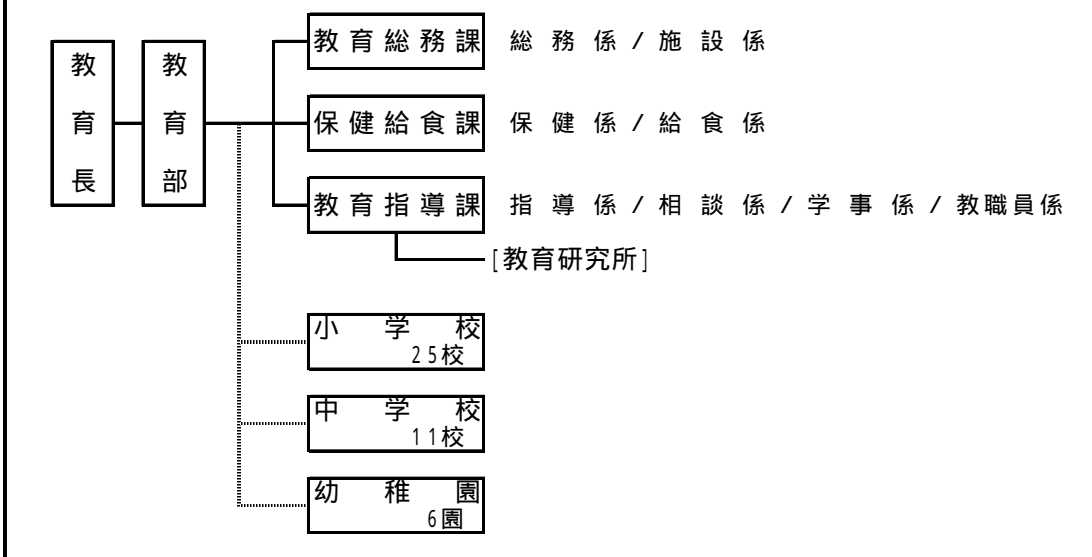 教育長
教育部
教育総務課 総務係/施設係
保健給食課 保健係/給食係
教育指導課 指導係/相談係/学事係/教職員係
[教育研究所]
小学校
25校
中学校
11校
幼稚園
6園